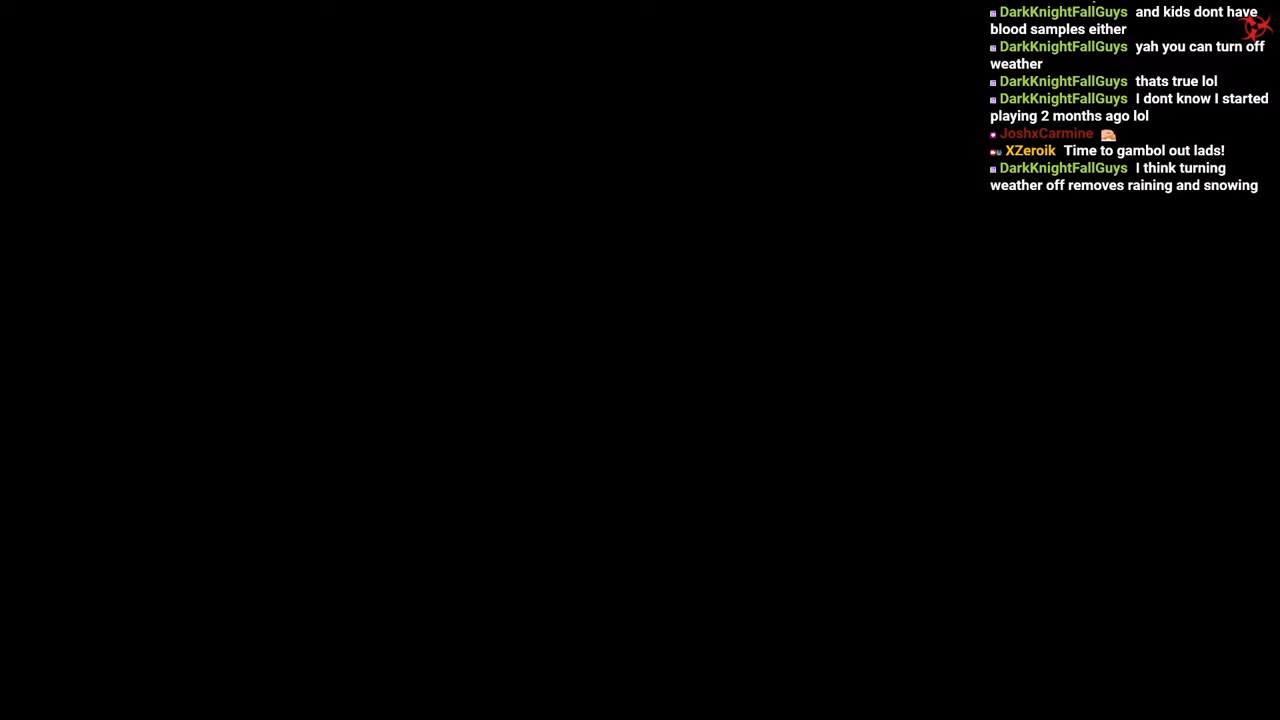 DarkKnightFallGuys and kids dont have
blood samples either
DarkKnightFallGuys yah you can turn off
weather
DarkKnightFallGuys thats true lol
DarkKnightFallGuys I dont know I started
playing 2 months ago lol
JoshxCarmine
XZeroik Time to gambol out lads!
DarkKnightFallGuys I think turning
weather off removes raining and snowing